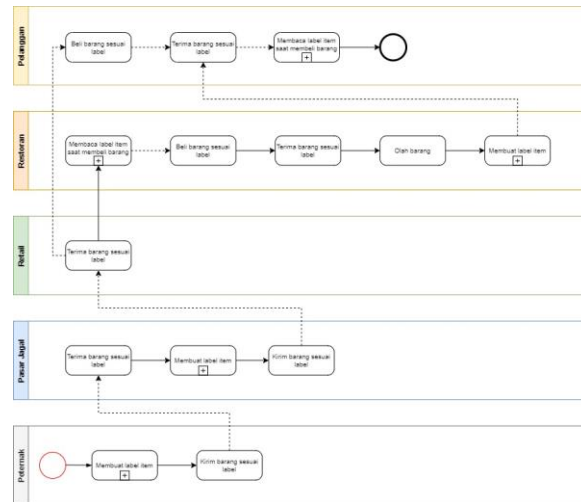 Pelanggan
Beli barang sesuai
label
Terima barang sesuai
label
Membaca label item
saat membeli barang
Restoran
Membaca label item
saat membeli barang
Beli barang sesuai
label
Terima barang sesuai
label
Olah barang
Membuat label item
Retail
Terima barang sesuai
label
Pasar Jagal
Terima barang sesuai
label
Membuat label item
Kirim barang sesuai
label
Peternak
Membuat label item
Kirim barang sesuai
label